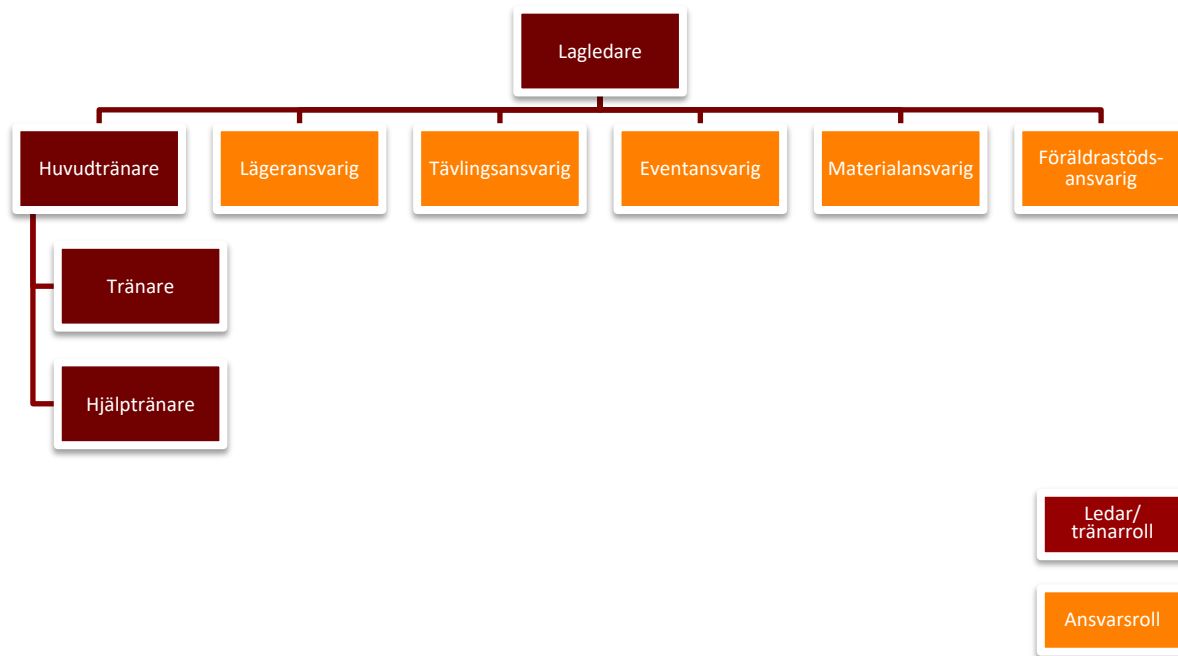 Lagledare
Huvudtränare
Lägeransvarig
Tävlingsansvarig
Eventansvarig
Materialansvarig
Föräldrastöds-
ansvarig
Tränare
Hjälptränare
Ledar/
tränarroll
Ansvarsroll